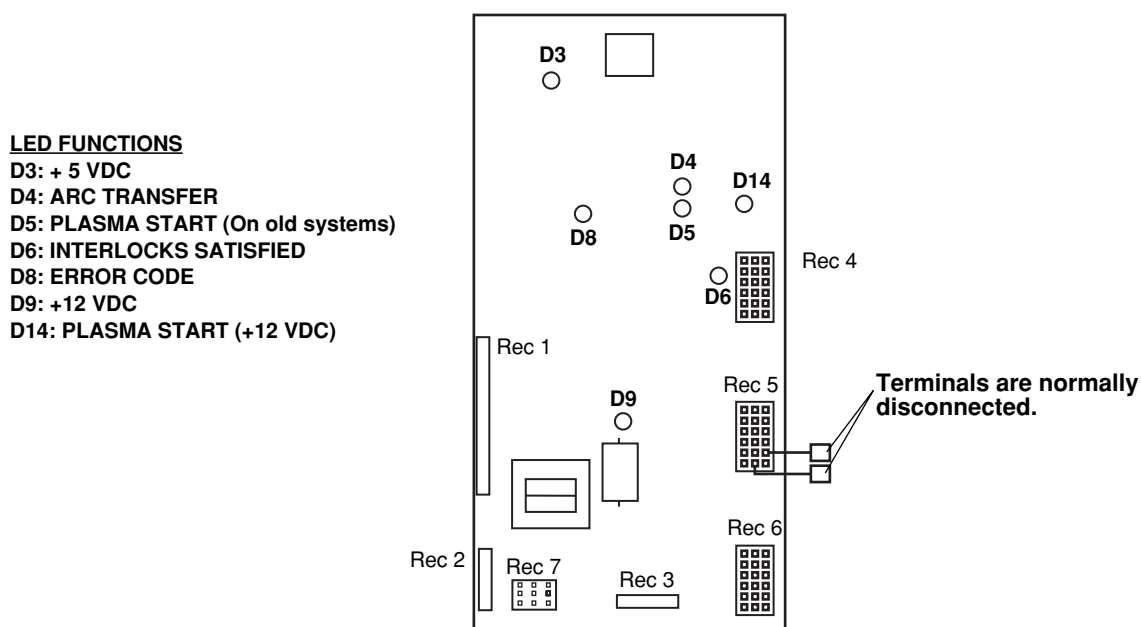 LED FUNCTIONS
D3: + 5 VDC
D4: ARC TRANSFER
D5: PLASMA START (On old systems)
D6: INTERLOCKS SATISFIED
D8: ERROR CODE
D9: +12 VDC
D14: PLASMA START (+12 VDC)
D3
D4
D14
D8
D5
Rec 4
D6
Rec 1
Rec 5
Terminals are normally
disconnected.
D9
Rec 6
Rec 2
Rec 7
Rec 3